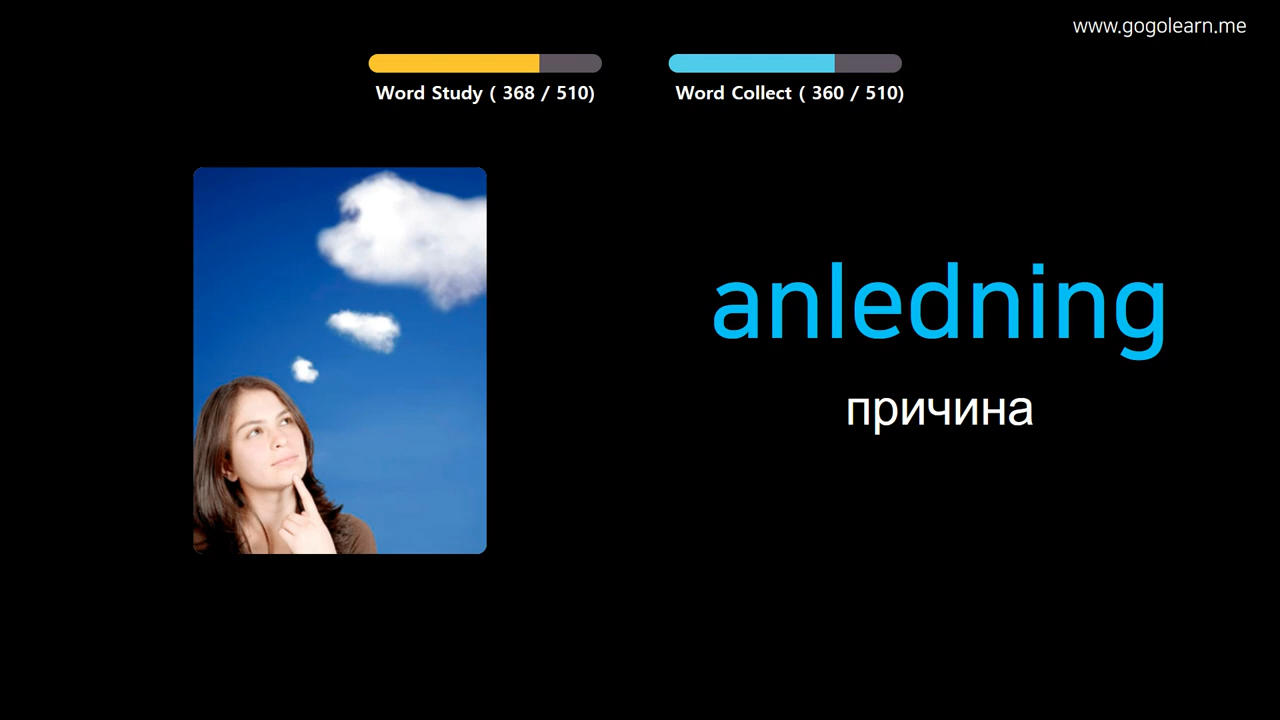 www.gogolearn.me
Word Study ( 368 / 510)
Word Collect ( 360 / 510)
anledning
причина